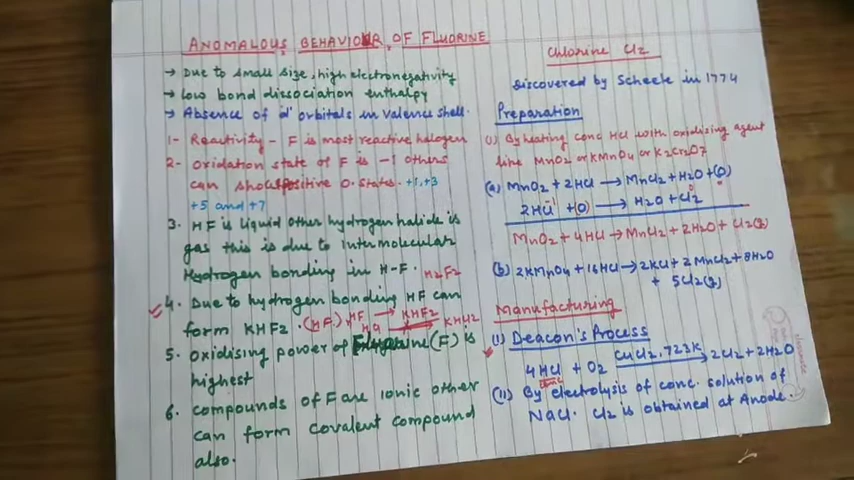 ANOMALOUS BEHAVIOUR OF FLUORINE
→ Due to small size, high electronegativity
→ Low bond dissociation enthalpy
→ Absence of d' orbitals in valence shell.
1- Reactivity - F is most reactive halogen
2- Oxidation state of F is -1 others
can show positive O. States. +1, +3
+5 and +7
3. HF is liquid other hydrogen halide is
gas this is due to intermolecular
Hydrogen bonding in H-F. H2F2
4. Due to hydrogen bonding HF can
form KHF2. (HF) HF → KHF2
KHCl2
5. Oxidising power of (F) is
highest
6. Compounds of F are ionic other
can form covalent compound
also.
Chlorine Cl2
discovered by Scheele in 1774
Preparation
(i) By heating conc HCl with oxidizing agent
like MnO2 or KMnO4 or K2Cr2O7
(a) MnO2 + 2HCl → MnCl2 + H2O + (O)
2HCl + (O) → H2O + Cl2
MnO2 + 4HCl → MnCl2 + 2H2O + Cl2(g)
(b) 2KMnO4 + 16HCl → 2KCl + 2MnCl2 + 8H2O
+ 5Cl2(g)
Manufacturing
(i) Deacon's Process
4HCl + O2 CuCl2, 723K → 2Cl2 + 2H2O
(ii) By electrolysis of conc. solution of
NaCl. Cl2 is obtained at Anode.